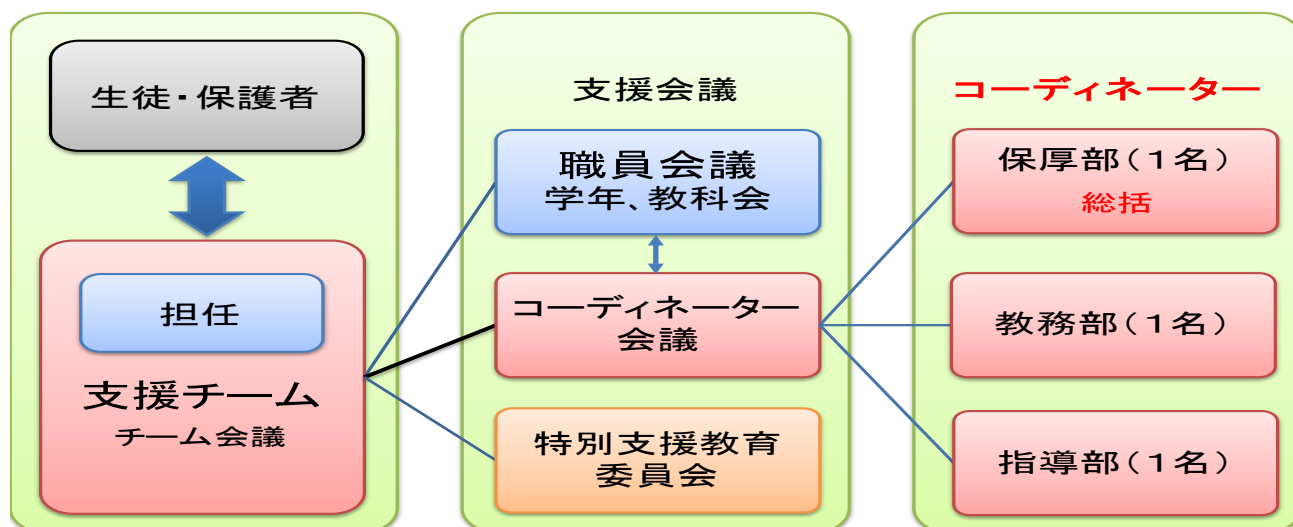 生徒・保護者
担任
支援チーム
チーム会議
支援会議
職員会議
学年、教科会
コーディネーター
会議
特別支援教育
委員会
コーディネーター
保厚部（１名）
総括
教務部（１名）
指導部（１名）